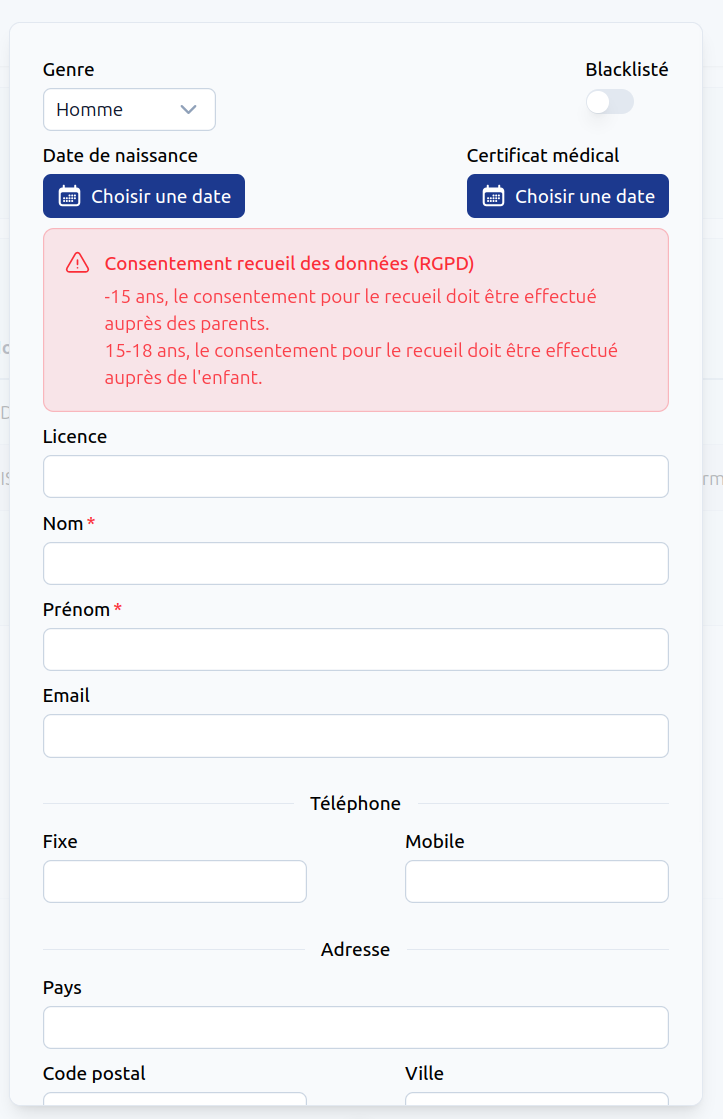 Genre
Blacklisté
Homme
Date de naissance
Certificat médical
Choisir une date
Choisir une date
Consentement recueil des données (RGPD)
-15 ans, le consentement pour le recueil doit être effectué
auprès des parents.
15-18 ans, le consentement pour le recueil doit être effectué
auprès de l'enfant.
Licence
Nom *
Prénom *
Email
Téléphone
Fixe
Mobile
Adresse
Pays
Code postal
Ville